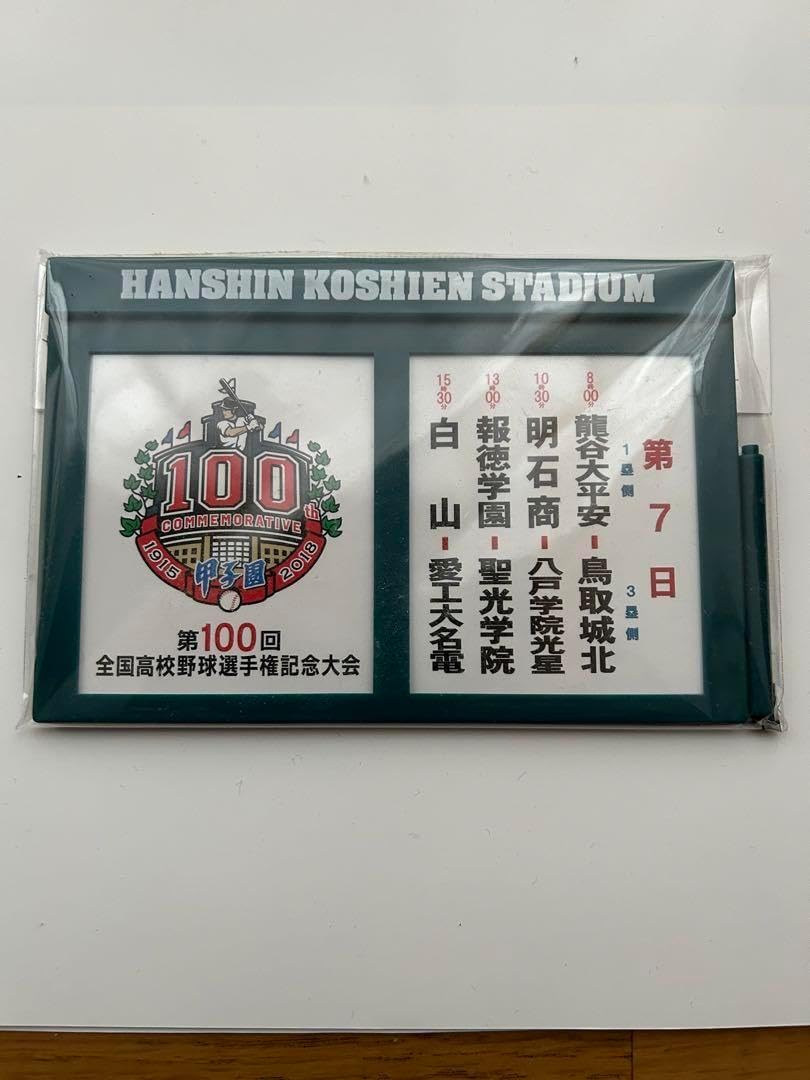 HANSHIN KOSHIEN STADIUM
100th
COMMEMORATIVE
1915
甲子園
2018
第100回
全国高校野球選手権記念大会
第7日
1塁側
3塁側
8時00分
龍谷大平安-鳥取城北
10時30分
明石商-八戸学院光星
13時00分
報徳学園-聖光学院
15時30分
白山-愛工大名電